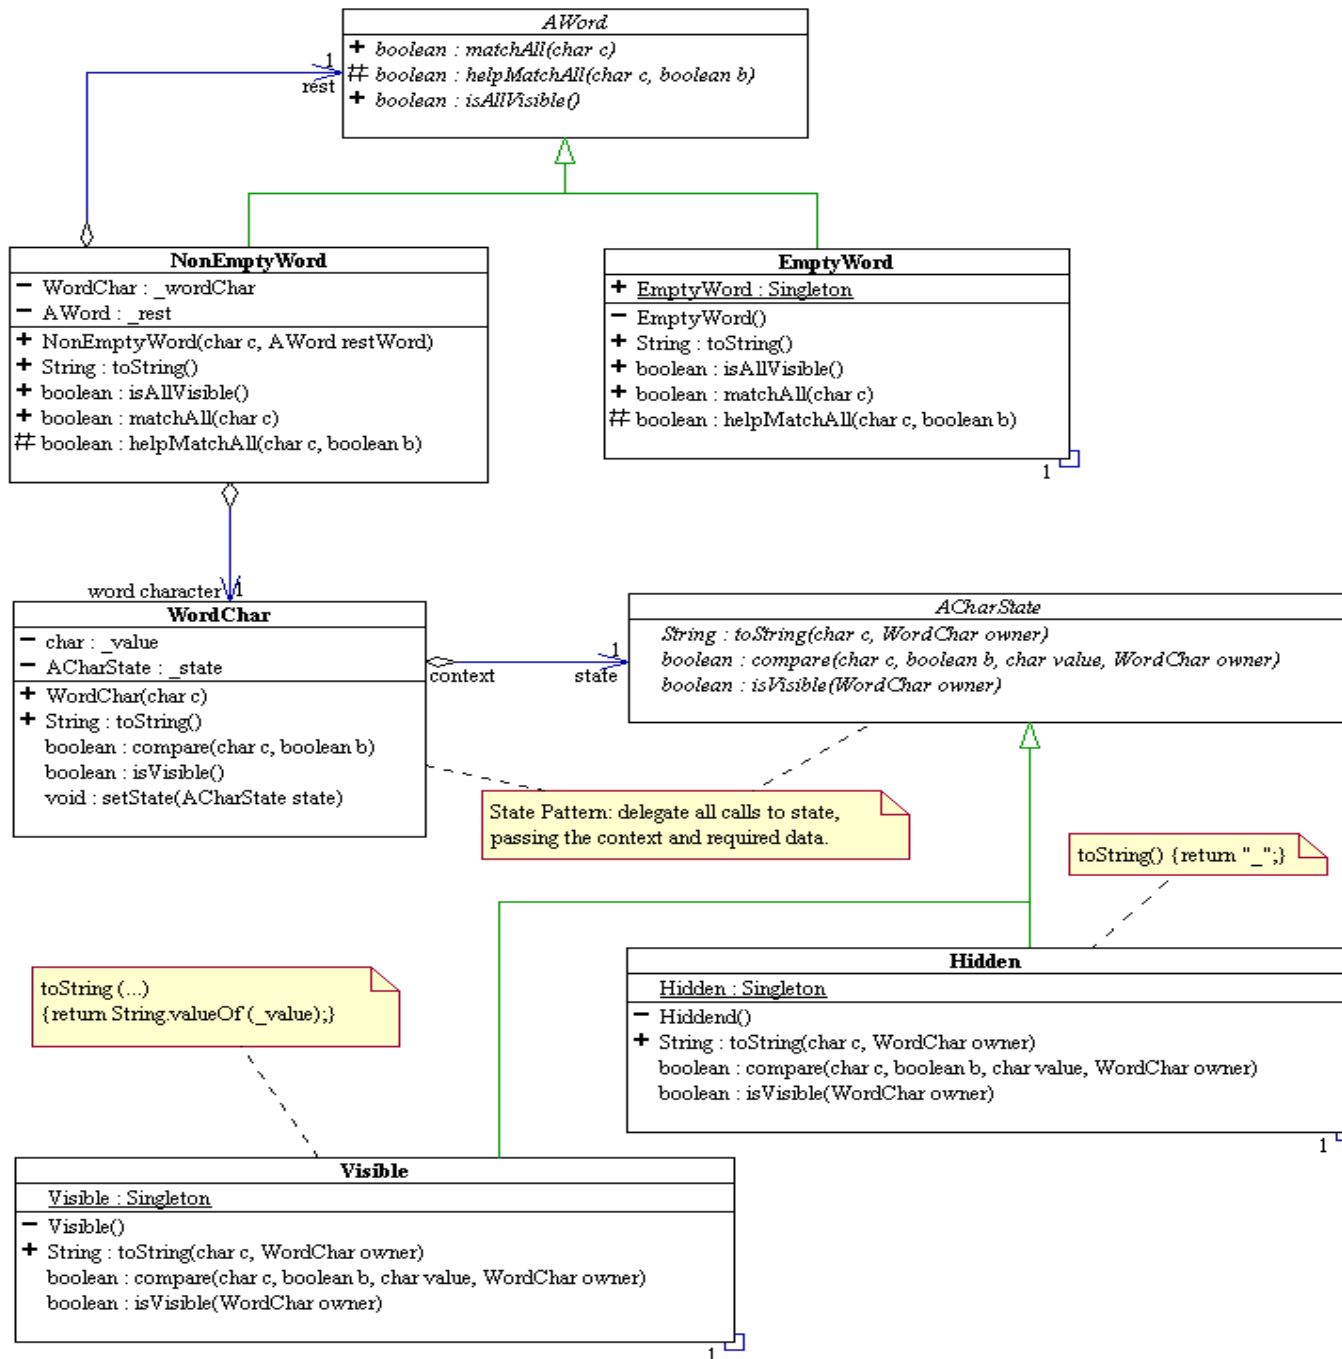 AWord
+ boolean : matchAll(char c)
# boolean : helpMatchAll(char c, boolean b)
+ boolean : isAllVisible()
1
rest
NonEmptyWord
- WordChar : _wordChar
- AWord : _rest
+ NonEmptyWord(char c, AWord restWord)
+ String : toString()
+ boolean : isAllVisible()
+ boolean : matchAll(char c)
# boolean : helpMatchAll(char c, boolean b)
EmptyWord
+ EmptyWord : Singleton
- EmptyWord()
+ String : toString()
+ boolean : isAllVisible()
+ boolean : matchAll(char c)
# boolean : helpMatchAll(char c, boolean b)
1
word character 1
WordChar
- char : _value
- ACharState : _state
+ WordChar(char c)
+ String : toString()
boolean : compare(char c, boolean b)
boolean : isVisible()
void : setState(ACharState state)
context
1
state
ACharState
String : toString(char c, WordChar owner)
boolean : compare(char c, boolean b, char value, WordChar owner)
boolean : isVisible(WordChar owner)
State Pattern: delegate all calls to state,
passing the context and required data.
toString() {return "_";}
Hidden
Hidden : Singleton
- Hiddend()
+ String : toString(char c, WordChar owner)
boolean : compare(char c, boolean b, char value, WordChar owner)
boolean : isVisible(WordChar owner)
1
toString (...)
{return String.valueOf (_value);}
Visible
Visible : Singleton
- Visible()
+ String : toString(char c, WordChar owner)
boolean : compare(char c, boolean b, char value, WordChar owner)
boolean : isVisible(WordChar owner)
1